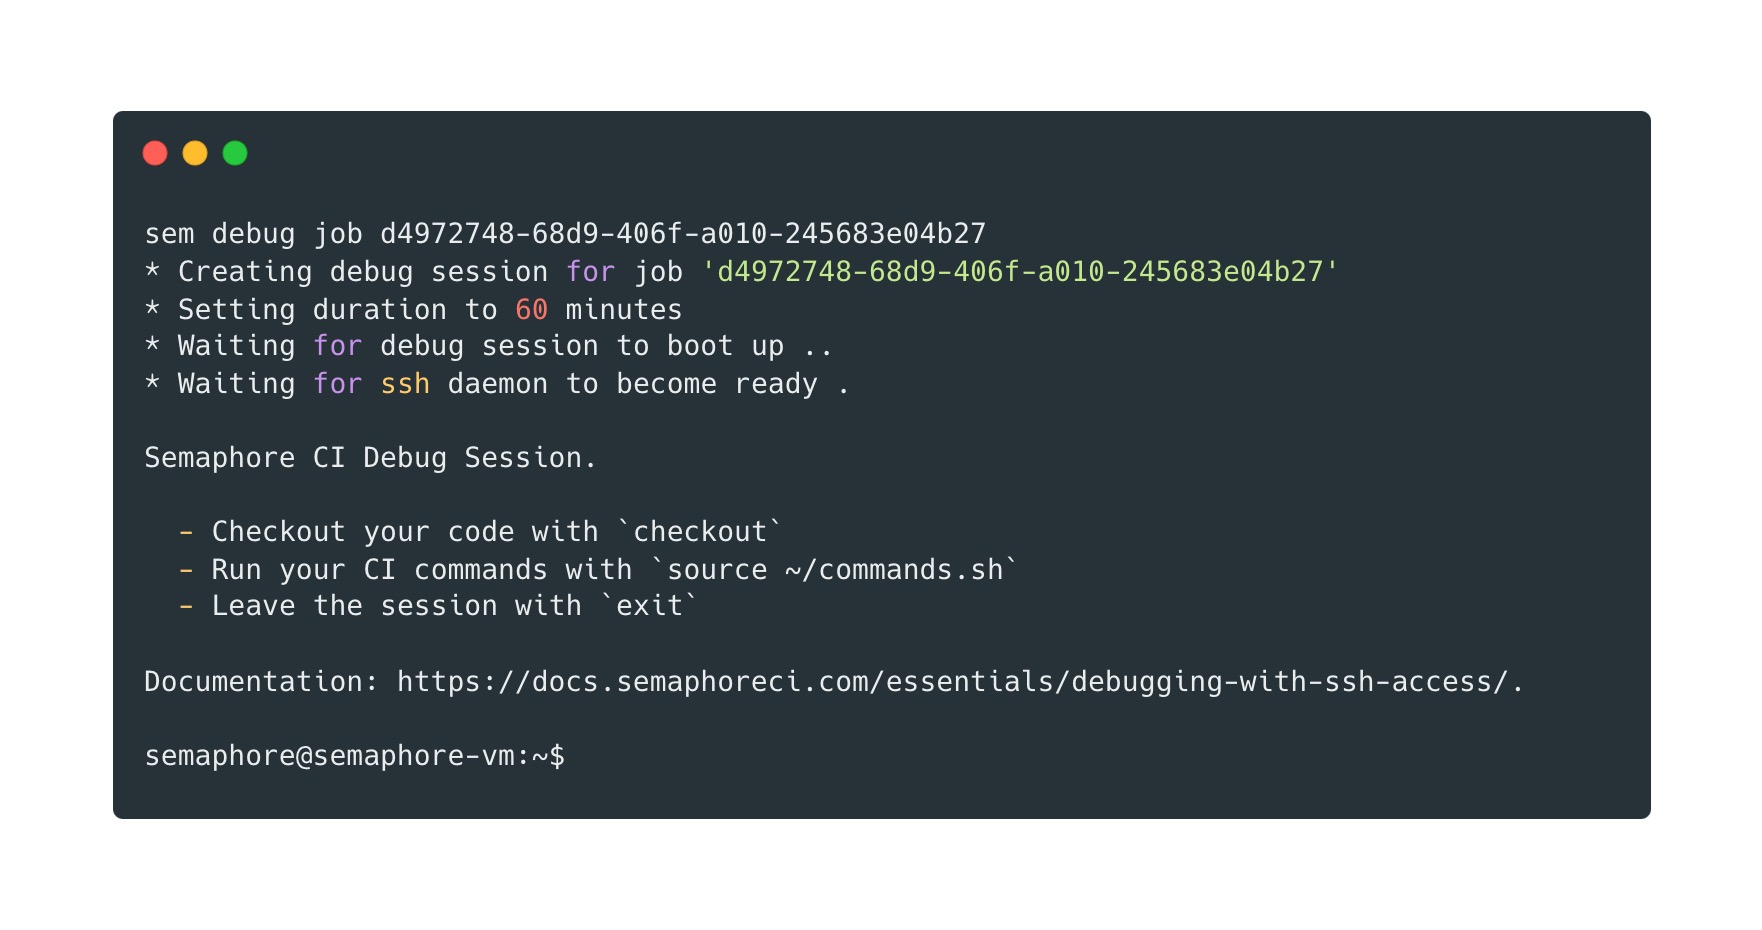 sem debug job d4972748-68d9-406f-a010-245683e04b27
* Creating debug session for job 'd4972748-68d9-406f-a010-245683e04b27'
* Setting duration to 60 minutes
* Waiting for debug session to boot up ..
* Waiting for ssh daemon to become ready .

Semaphore CI Debug Session.

  - Checkout your code with `checkout`
  - Run your CI commands with `source ~/commands.sh`
  - Leave the session with `exit`

Documentation: https://docs.semaphoreci.com/essentials/debugging-with-ssh-access/.

semaphore@semaphore-vm:~$